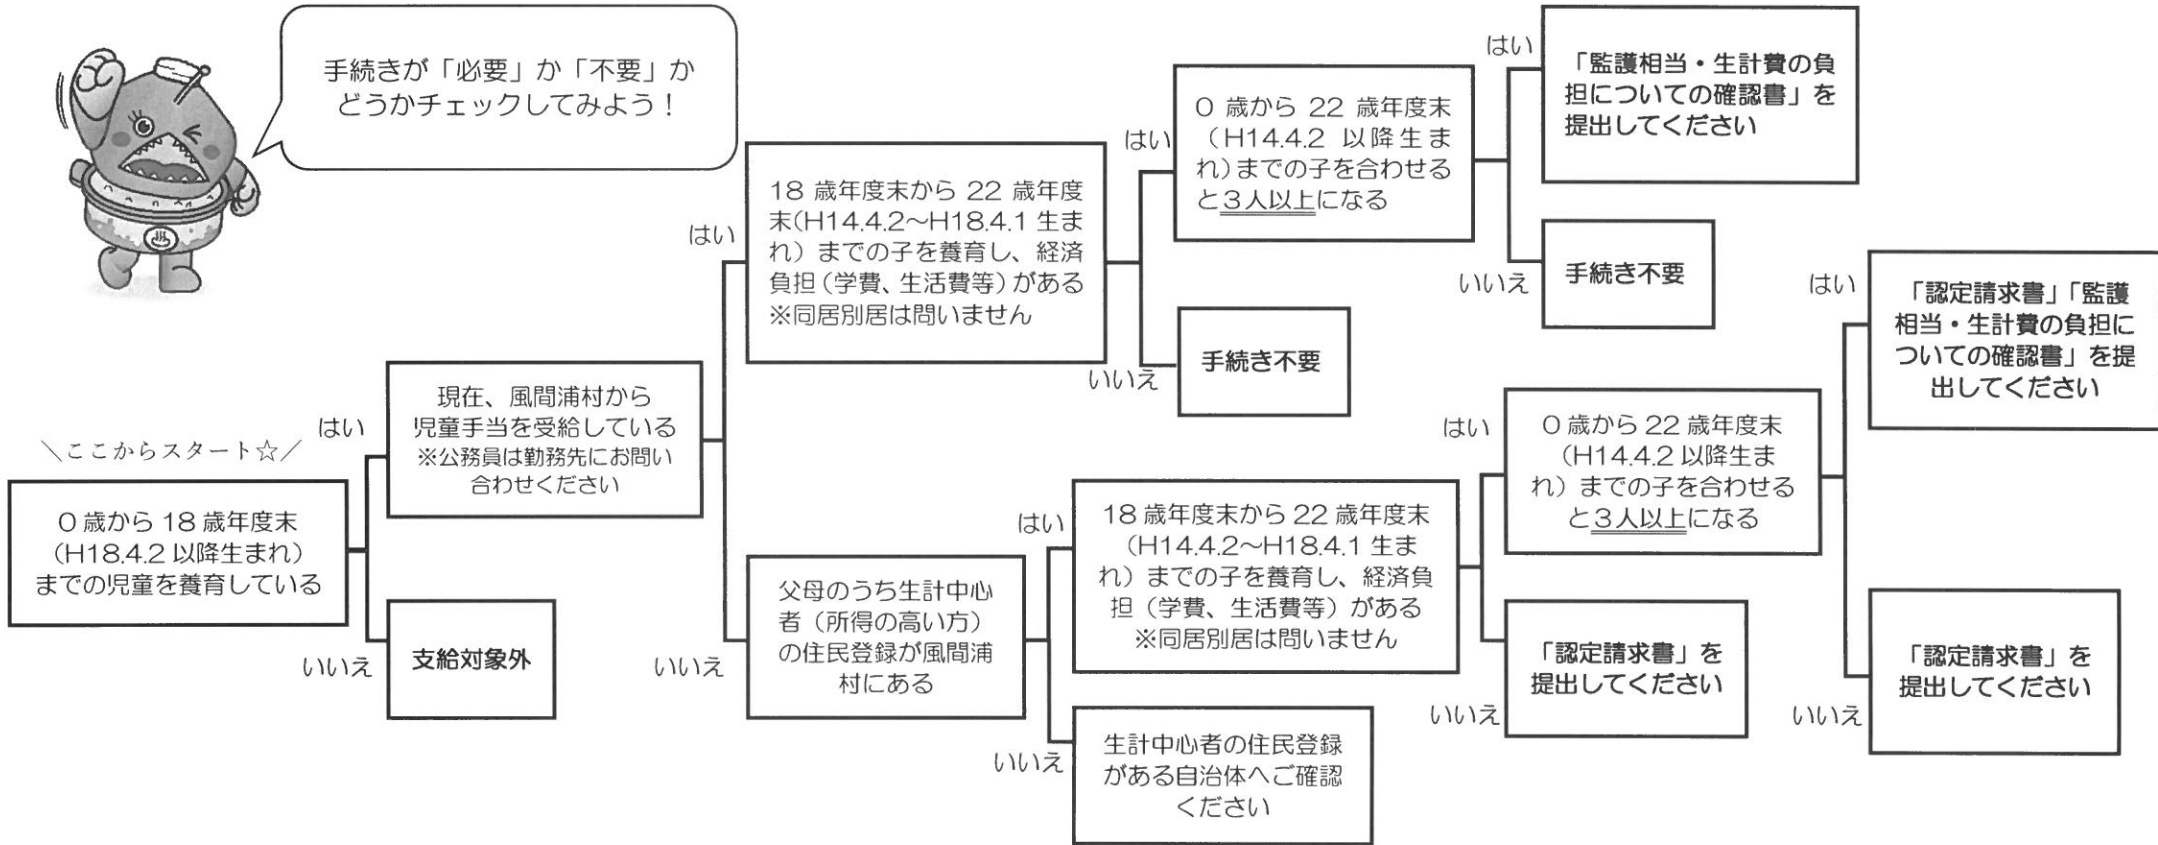 手続きが「必要」か「不要」か
どうかチェックしてみよう！
＼ここからスタート☆／
0 歳から 18 歳年度末
（H18.4.2 以降生まれ）
までの児童を養育している
はい
いいえ
現在、風間浦村から
児童手当を受給している
※公務員は勤務先にお問い
合わせください
支給対象外
はい
いいえ
18 歳年度末から 22 歳年度
末（H14.4.2～H18.4.1 生ま
れ）までの子を養育し、経済
負担（学費、生活費等）がある
※同居別居は問いません
はい
いいえ
0 歳から 22 歳年度末
（H14.4.2 以降生ま
れ）までの子を合わせる
と３人以上になる
手続き不要
はい
いいえ
「監護相当・生計費の負
担についての確認書」を
提出してください
手続き不要
父母のうち生計中心
者（所得の高い方）
の住民登録が風間浦
村にある
はい
いいえ
18 歳年度末から 22 歳年度末
（H14.4.2～H18.4.1 生ま
れ）までの子を養育し、経済負
担（学費、生活費等）がある
※同居別居は問いません
生計中心者の住民登録
がある自治体へご確認
ください
はい
いいえ
0 歳から 22 歳年度末
（H14.4.2 以降生ま
れ）までの子を合わせる
と３人以上になる
「認定請求書」を
提出してください
はい
いいえ
「認定請求書」「監護
相当・生計費の負担に
ついての確認書」を提
出してください
「認定請求書」を
提出してください